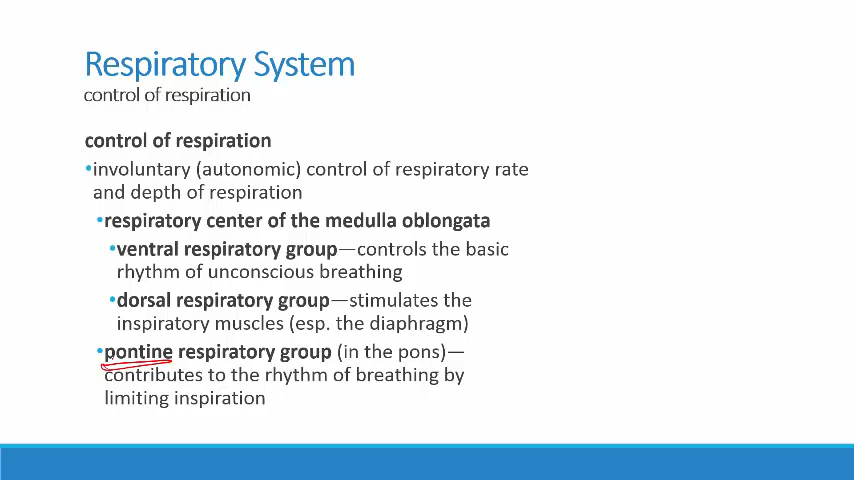 Respiratory System
control of respiration
control of respiration
•involuntary (autonomic) control of respiratory rate
and depth of respiration
•respiratory center of the medulla oblongata
•ventral respiratory group—controls the basic
rhythm of unconscious breathing
•dorsal respiratory group—stimulates the
inspiratory muscles (esp. the diaphragm)
•pontine respiratory group (in the pons)—
contributes to the rhythm of breathing by
limiting inspiration